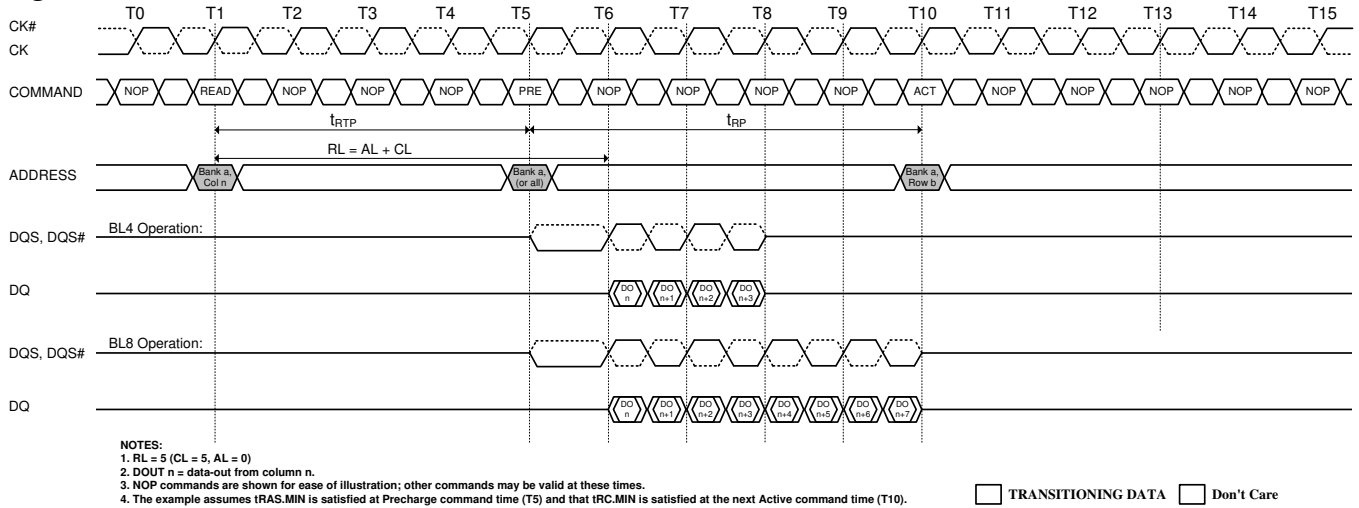 T0 T1 T2 T3 T4 T5 T6 T7 T8 T9 T10 T11 T12 T13 T14 T15
CK#
CK
COMMAND NOP READ NOP NOP NOP PRE NOP NOP NOP NOP ACT NOP NOP NOP NOP NOP
tRTP tRP
RL = AL + CL
ADDRESS
Bank a, Bank a, Bank a,
Col n (or all) Row b
BL4 Operation:
DQS, DQS#
DQ
DO DO DO DO
n n+1 n+2 n+3
BL8 Operation:
DQS, DQS#
DQ
DO DO DO DO DO DO DO DO
n n+1 n+2 n+3 n+4 n+5 n+6 n+7
NOTES:
1. RL = 5 (CL = 5, AL = 0)
2. DOUT n = data-out from column n.
3. NOP commands are shown for ease of illustration; other commands may be valid at these times.
4. The example assumes tRAS.MIN is satisfied at Precharge command time (T5) and that tRC.MIN is satisfied at the next Active command time (T10).
TRANSITIONING DATA Don't Care